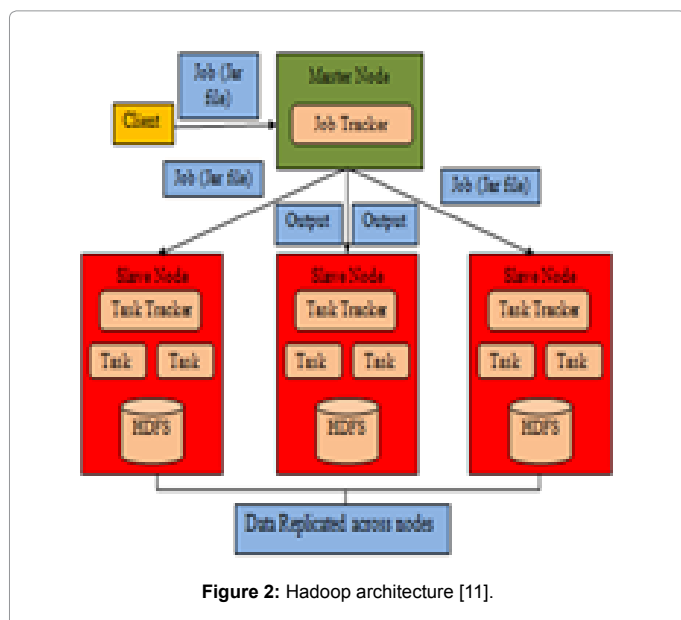 Job (Jar
file)
Master Node
Client
Job Tracker
Job (Jar file)
Job (Jar file)
Output
Output
Slave Node
Slave Node
Slave Node
Task Tracker
Task Tracker
Task Tracker
Task
Task
Task
Task
Task
Task
HDFS
HDFS
HDFS
Data Replicated across nodes
Figure 2: Hadoop architecture [11].